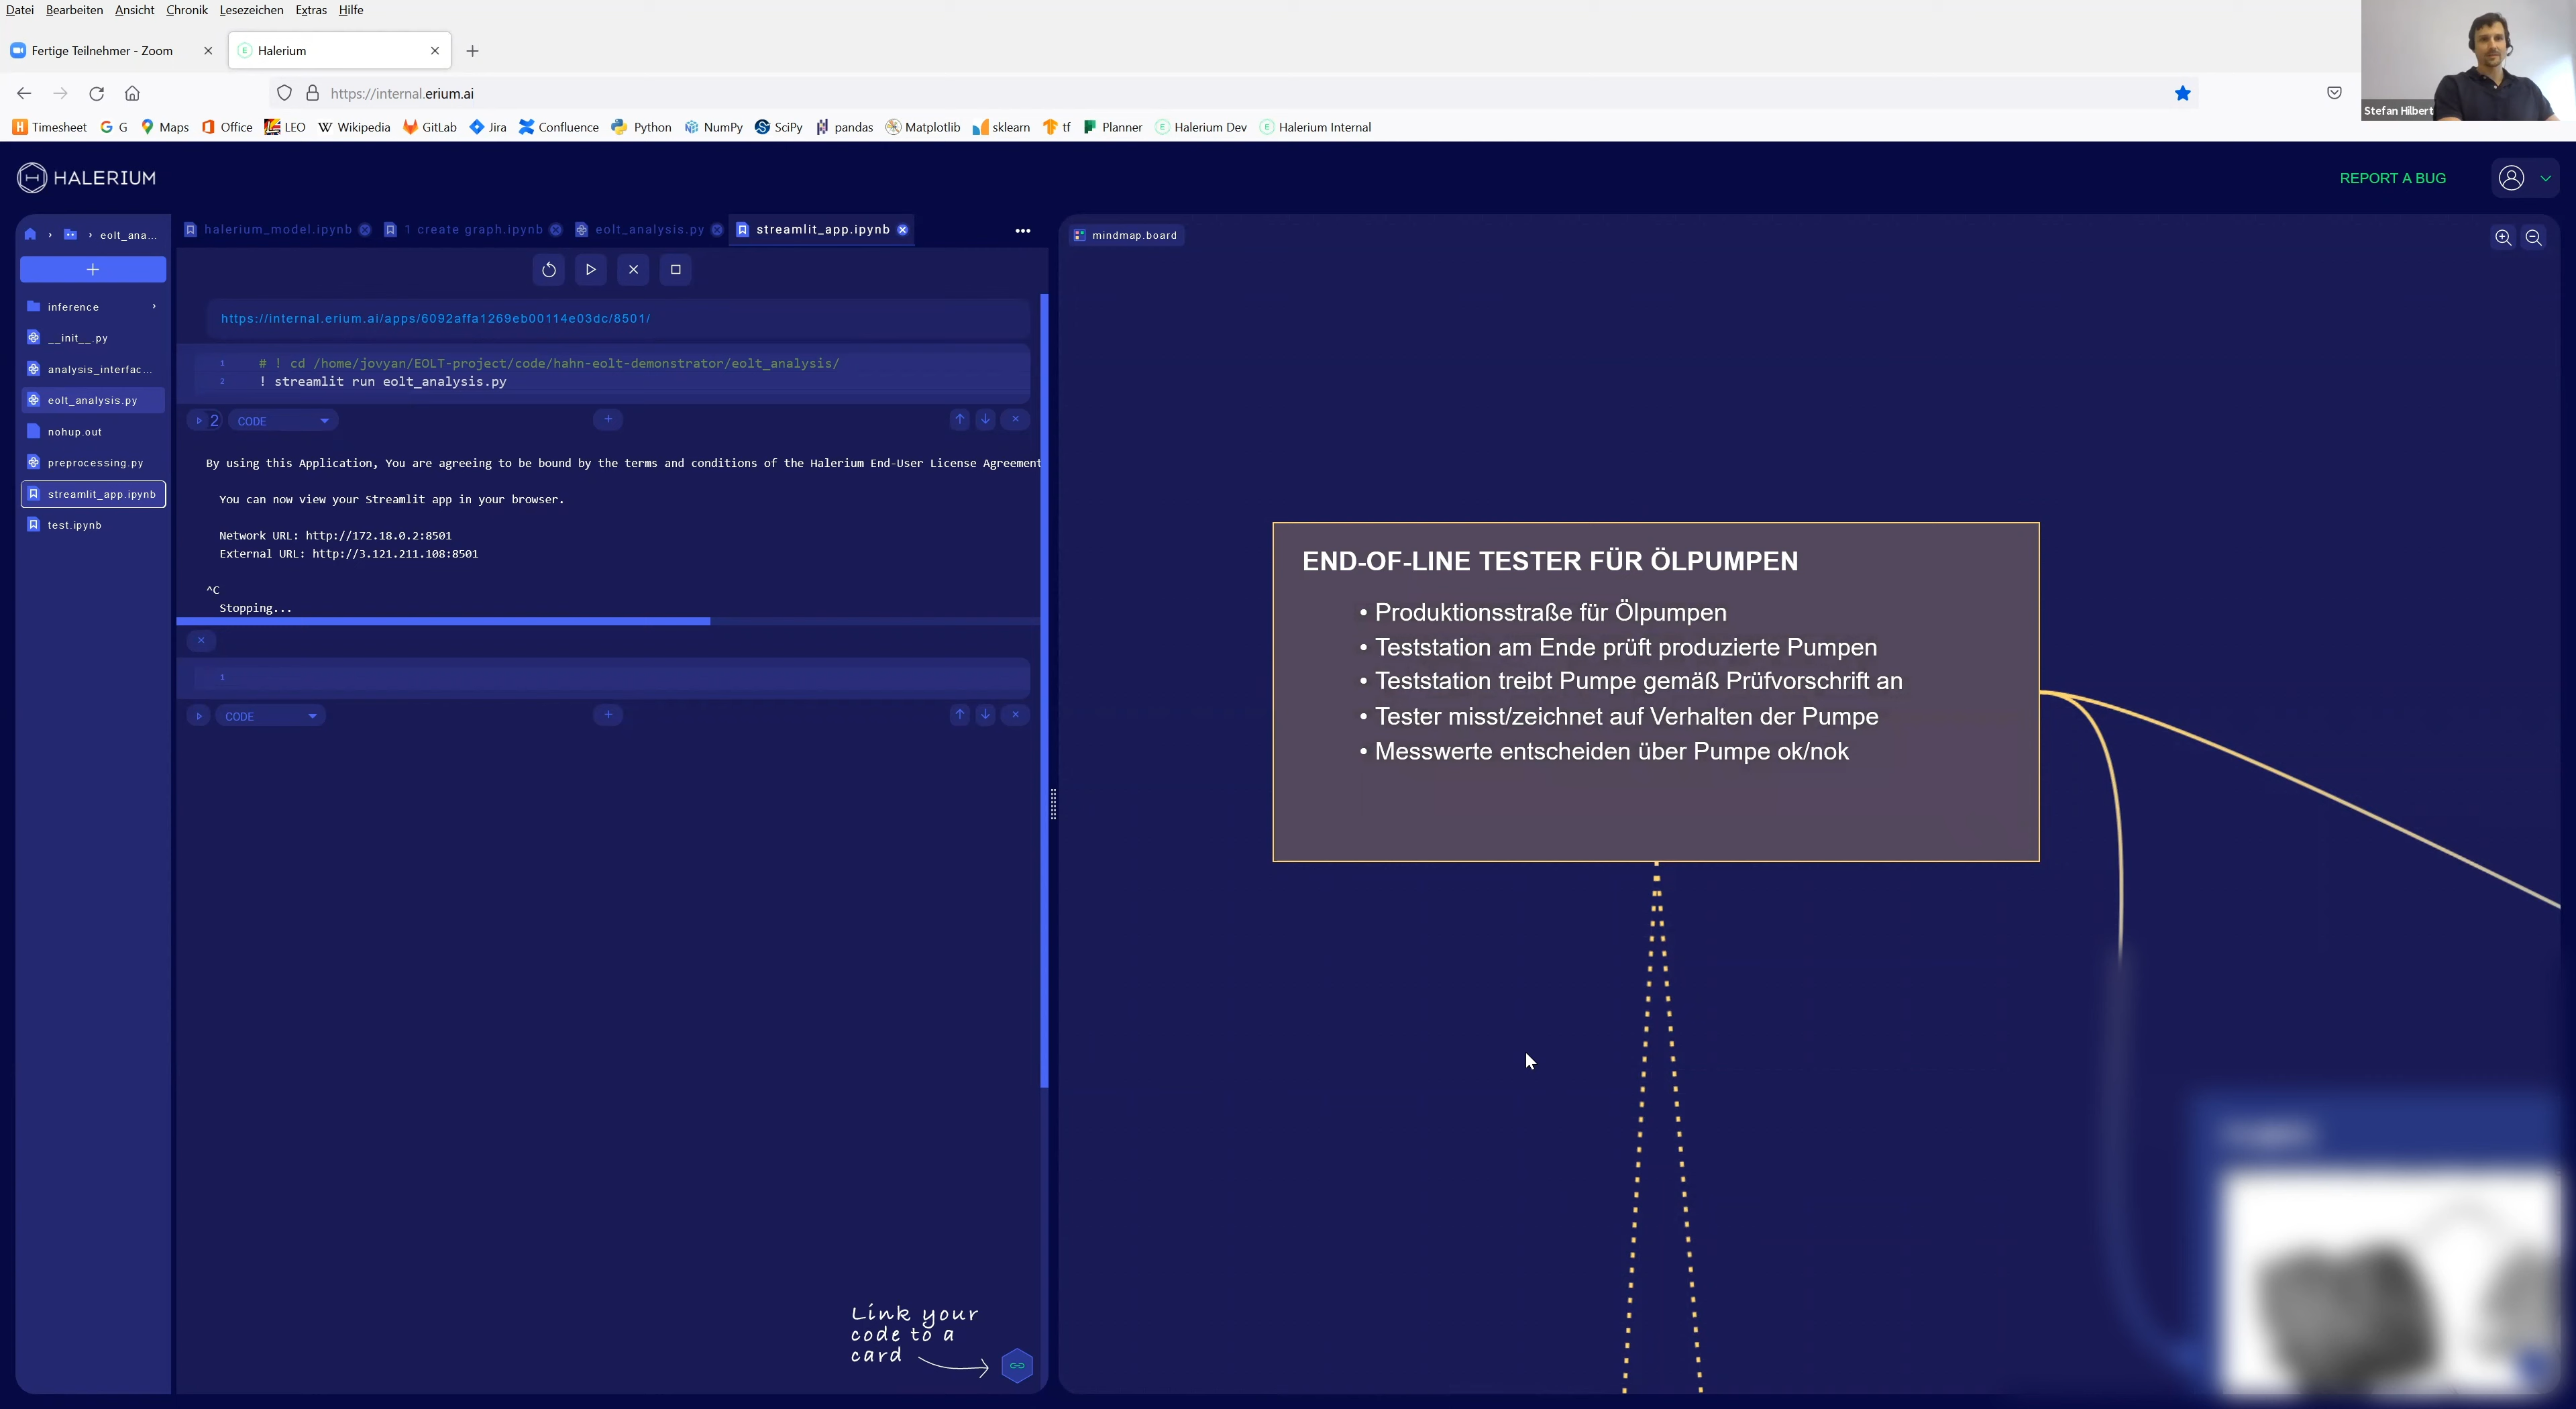 Datei Bearbeiten Ansicht Chronik Lesezeichen Extras Hilfe
Fertige Teilnehmer - Zoom
Halerium
https://internal.erium.ai
Timesheet G Maps Office LEO Wikipedia GitLab Jira Confluence Python NumPy SciPy pandas Matplotlib sklearn tf Planner Halerium Dev Halerium Internal
Stefan Hilbert
HALERIUM
REPORT A BUG
eolt_ana...
inference
__init__.py
analysis_interfac...
eolt_analysis.py
nohup.out
preprocessing.py
streamlit_app.ipynb
test.ipynb
halerium_model.ipynb 1 create graph.ipynb eolt_analysis.py streamlit_app.ipynb
https://internal.erium.ai/apps/6092affa1269eb00114e03dc/8501/
1 # ! cd /home/jovyan/EOLT-project/code/hahn-eolt-demonstrator/eolt_analysis/
2 ! streamlit run eolt_analysis.py
2 CODE
By using this Application, You are agreeing to be bound by the terms and conditions of the Halerium End-User License Agreement
You can now view your Streamlit app in your browser.
Network URL: http://172.18.0.2:8501
External URL: http://3.121.211.108:8501
^C
Stopping...
1
CODE
Link your
code to a
card
mindmap.board
END-OF-LINE TESTER FÜR ÖLPUMPEN
• Produktionsstraße für Ölpumpen
• Teststation am Ende prüft produzierte Pumpen
• Teststation treibt Pumpe gemäß Prüfvorschrift an
• Tester misst/zeichnet auf Verhalten der Pumpe
• Messwerte entscheiden über Pumpe ok/nok